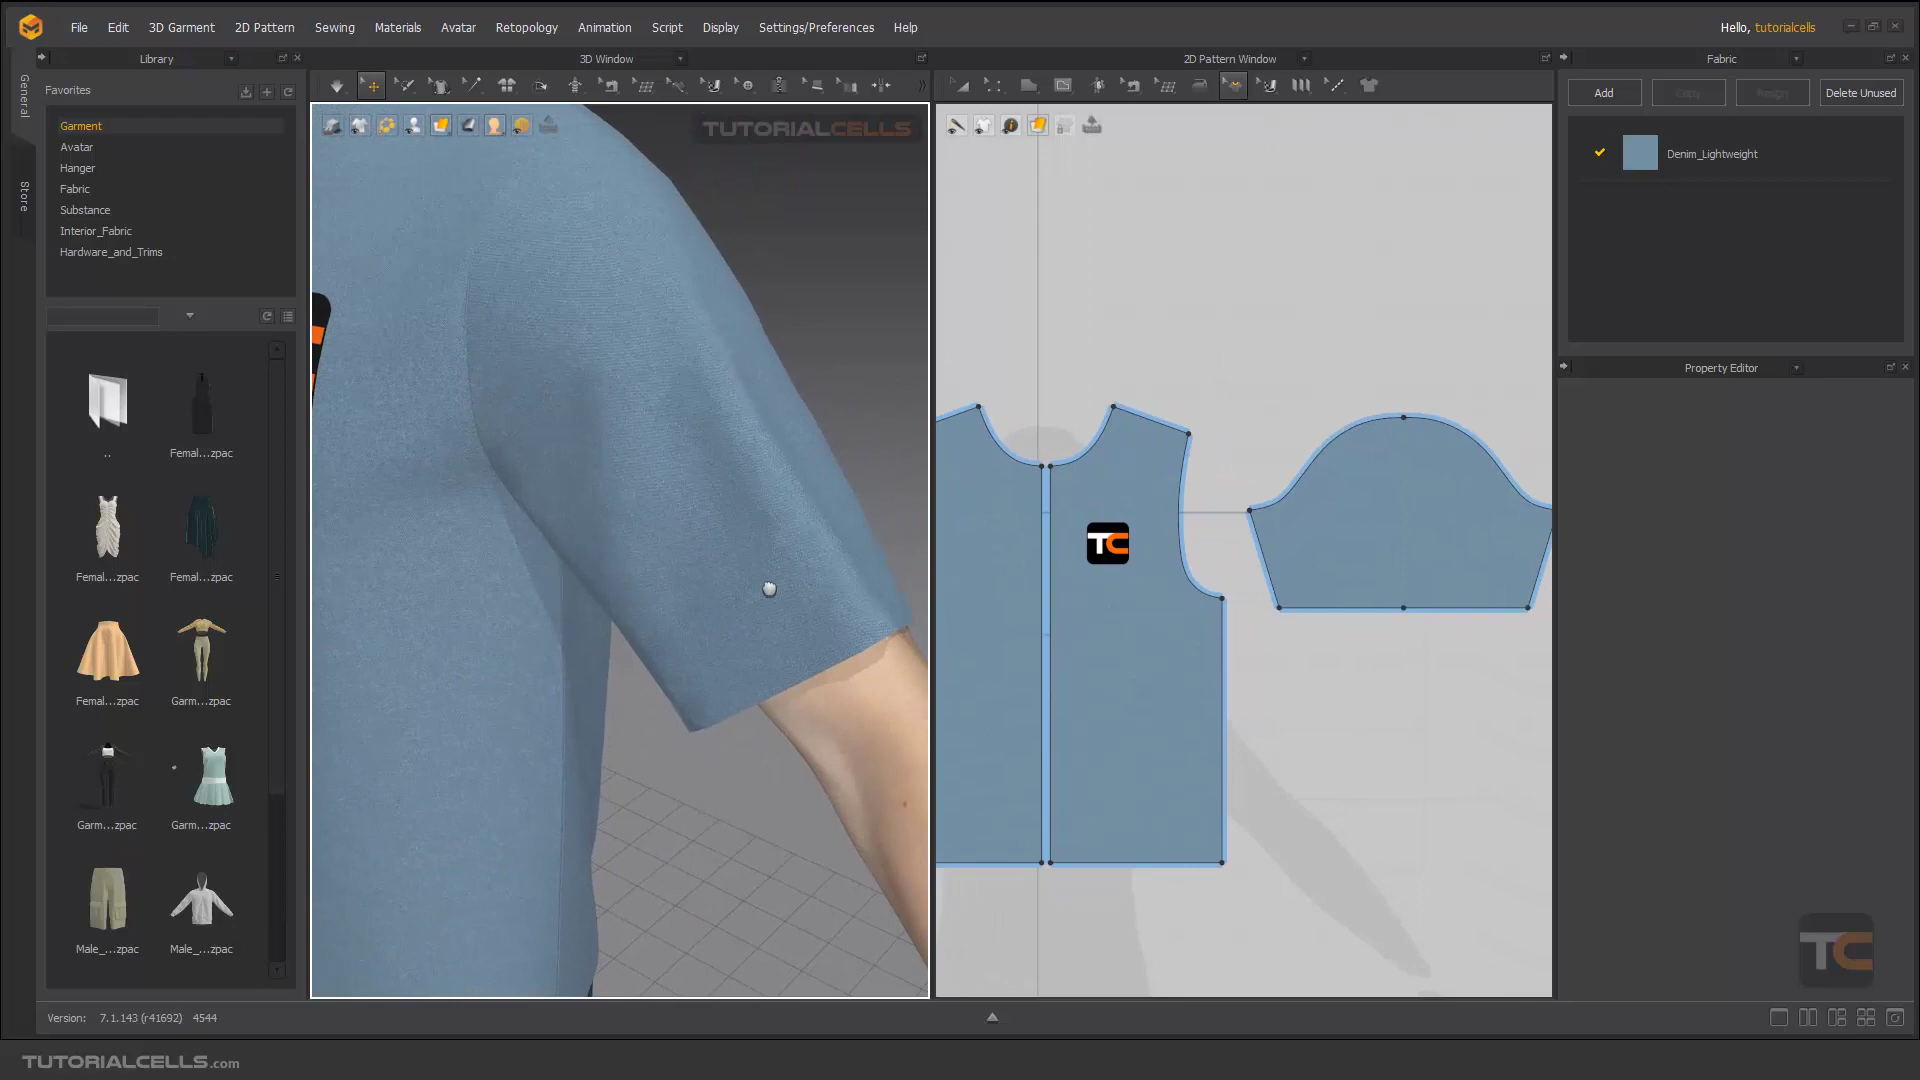 File Edit 3D Garment 2D Pattern Sewing Materials Avatar Retopology Animation Script Display Settings/Preferences Help
Hello, tutorialcells
Library
3D Window
2D Pattern Window
Fabric
General
Store
Favorites
Garment
Avatar
Hanger
Fabric
Substance
Interior_Fabric
Hardware_and_Trims
..
Femal...zpac
Femal...zpac
Femal...zpac
Femal...zpac
Garm...zpac
Garm...zpac
Garm...zpac
Male_...zpac
Male_...zpac
TUTORIALCELLS
TC
Add Copy Assign Delete Unused
Denim_Lightweight
Property Editor
TC
Version: 7.1.143 (r41692) 4544
TUTORIALCELLS.com